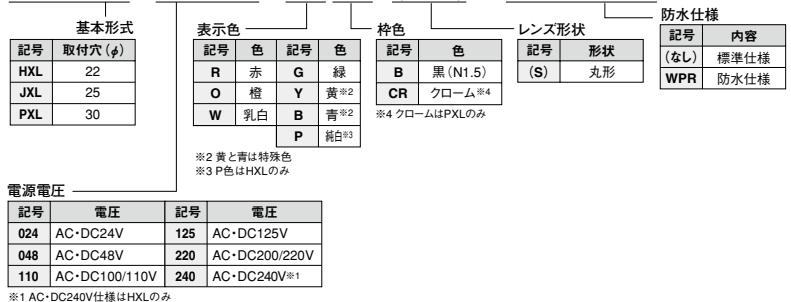 基本形式
記号 取付穴(φ)
HXL 22
JXL 25
PXL 30
表示色
記号 色 記号 色
R 赤 G 緑
O 橙 Y 黄※2
W 乳白 B 青※2
P 純白※3
※2 黄と青は特殊色
※3 P色はHXLのみ
枠色
記号 色
B 黒(N1.5)
CR クローム※4
※4 クロームはPXLのみ
レンズ形状
記号 形状
(S) 丸形
防水仕様
記号 内容
(なし) 標準仕様
WPR 防水仕様
電源電圧
記号 電圧 記号 電圧
024 AC・DC24V 125 AC・DC125V
048 AC・DC48V 220 AC・DC200/220V
110 AC・DC100/110V 240 AC・DC240V※1
※1 AC・DC240V仕様はHXLのみ